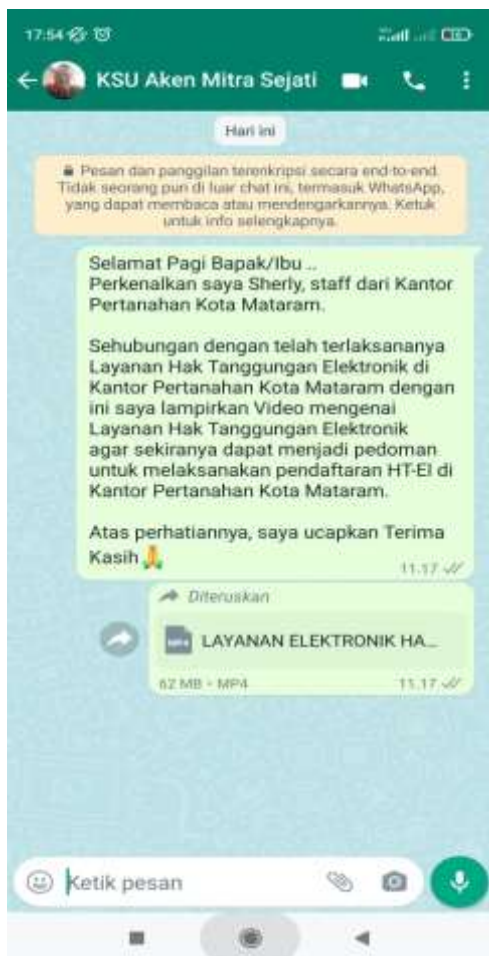 17:54
KSU Aken Mitra Sejati
Hari ini
Pesan dan panggilan terenkripsi secara end-to-end.
Tidak seorang pun di luar chat ini, termasuk WhatsApp,
yang dapat membaca atau mendengarkannya. Ketuk
untuk info selengkapnya.
Selamat Pagi Bapak/Ibu ..
Perkenalkan saya Sherly, staff dari Kantor
Pertanahan Kota Mataram.
Sehubungan dengan telah terlaksananya
Layanan Hak Tanggungan Elektronik di
Kantor Pertanahan Kota Mataram dengan
ini saya lampirkan Video mengenai
Layanan Hak Tanggungan Elektronik
agar sekiranya dapat menjadi pedoman
untuk melaksanakan pendaftaran HT-El di
Kantor Pertanahan Kota Mataram.
Atas perhatiannya, saya ucapkan Terima
Kasih🙏
11.17
Diteruskan
LAYANAN ELEKTRONIK HA...
62 MB • MP4
11.17
Ketik pesan